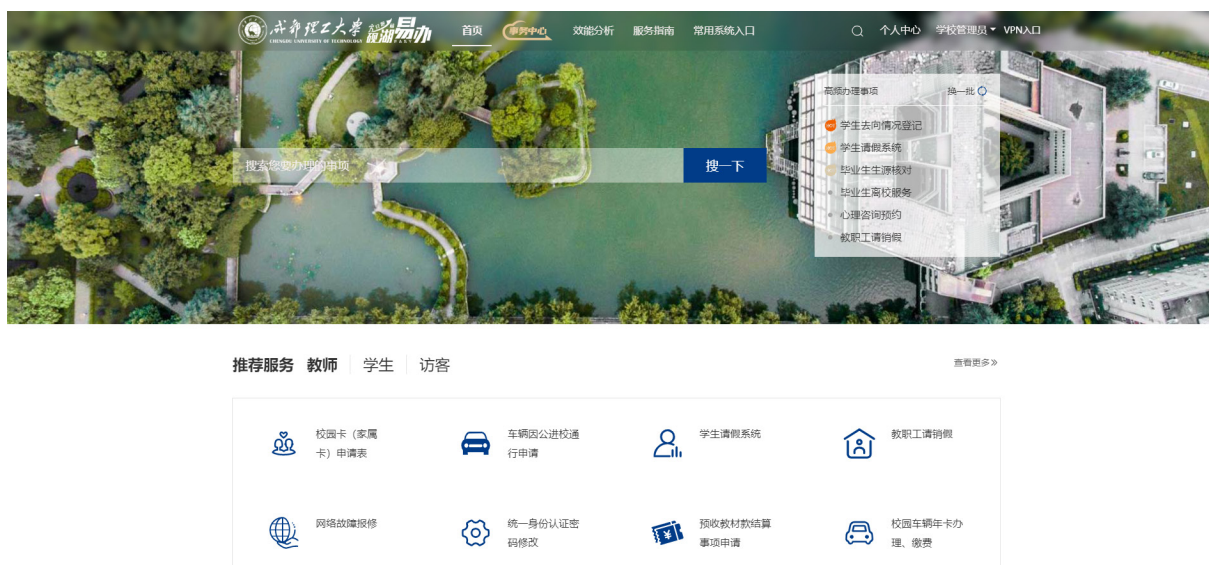 成都理工大学
CHENGDU UNIVERSITY OF TECHNOLOGY
砚湖易办
首页
事务中心
效能分析
服务指南
常用系统入口
个人中心
学校管理员
VPN入口
高频办理事项
换一批
学生去向情况登记
学生请假系统
毕业生生源核对
毕业生离校服务
心理咨询预约
教职工请销假
搜索您要办理的事项
搜一下
推荐服务
教师
学生
访客
查看更多
校园卡（家属
卡）申请表
车辆因公进校通
行申请
学生请假系统
教职工请销假
网络故障报修
统一身份认证密
码修改
预收教材款结算
事项申请
校园车辆年卡办
理、缴费